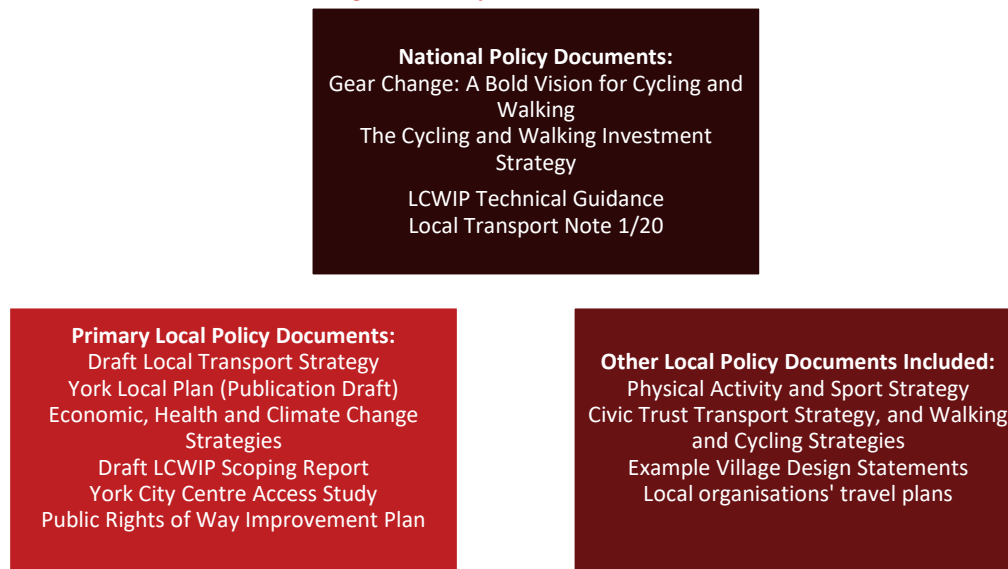 National Policy Documents:
Gear Change: A Bold Vision for Cycling and
Walking
The Cycling and Walking Investment
Strategy
LCWIP Technical Guidance
Local Transport Note 1/20
Primary Local Policy Documents:
Draft Local Transport Strategy
York Local Plan (Publication Draft)
Economic, Health and Climate Change
Strategies
Draft LCWIP Scoping Report
York City Centre Access Study
Public Rights of Way Improvement Plan
Other Local Policy Documents Included:
Physical Activity and Sport Strategy
Civic Trust Transport Strategy, and Walking
and Cycling Strategies
Example Village Design Statements
Local organisations' travel plans